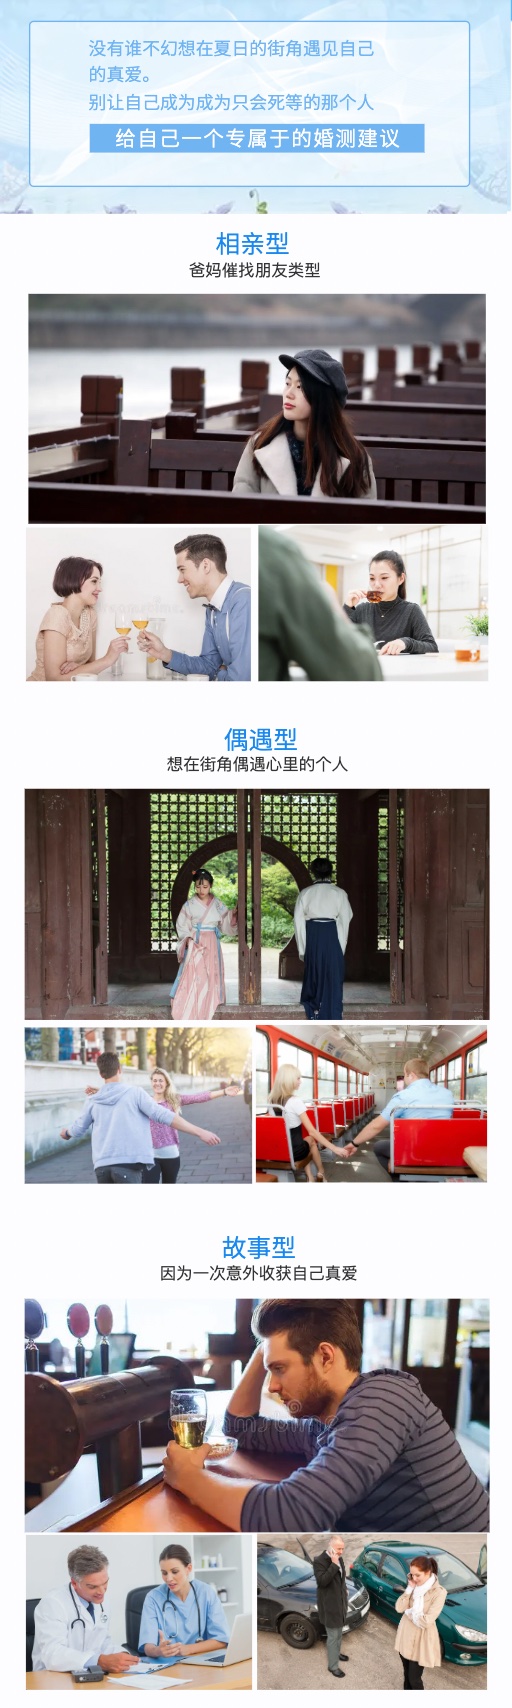 没有谁不幻想在夏日的街角遇见自己
的真爱。
别让自己成为成为只会死等的那个人
给自己一个专属于的婚测建议
相亲型
爸妈催找朋友类型
偶遇型
想在街角偶遇心里的个人
故事型
因为一次意外收获自己真爱